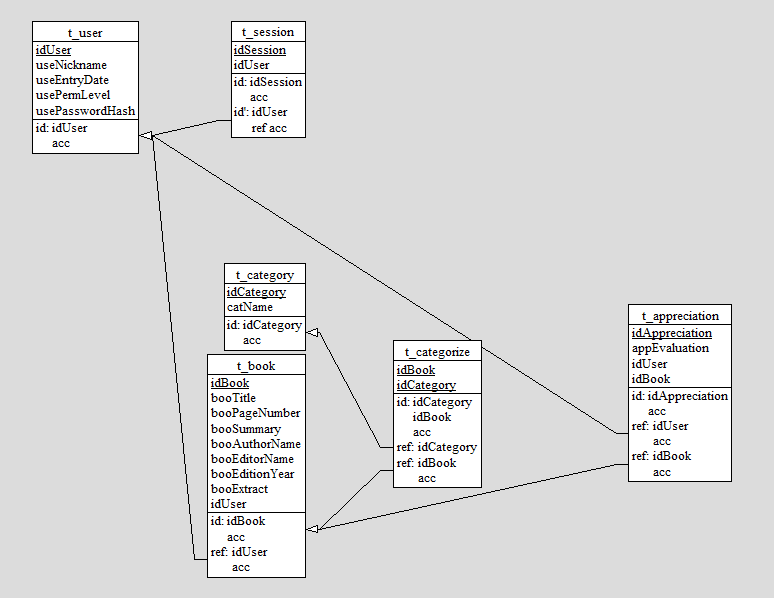 t_user
idUser
useNickname
useEntryDate
usePermLevel
usePasswordHash
id: idUser
acc
t_session
idSession
idUser
id: idSession
acc
id': idUser
ref acc
t_category
idCategory
catName
id: idCategory
acc
t_book
idBook
booTitle
booPageNumber
booSummary
booAuthorName
booEditorName
booEditionYear
booExtract
idUser
id: idBook
acc
ref: idUser
acc
t_categorize
idBook
idCategory
id: idCategory
idBook
acc
ref: idCategory
ref: idBook
acc
t_appreciation
idAppreciation
appEvaluation
idUser
idBook
id: idAppreciation
acc
ref: idUser
acc
ref: idBook
acc